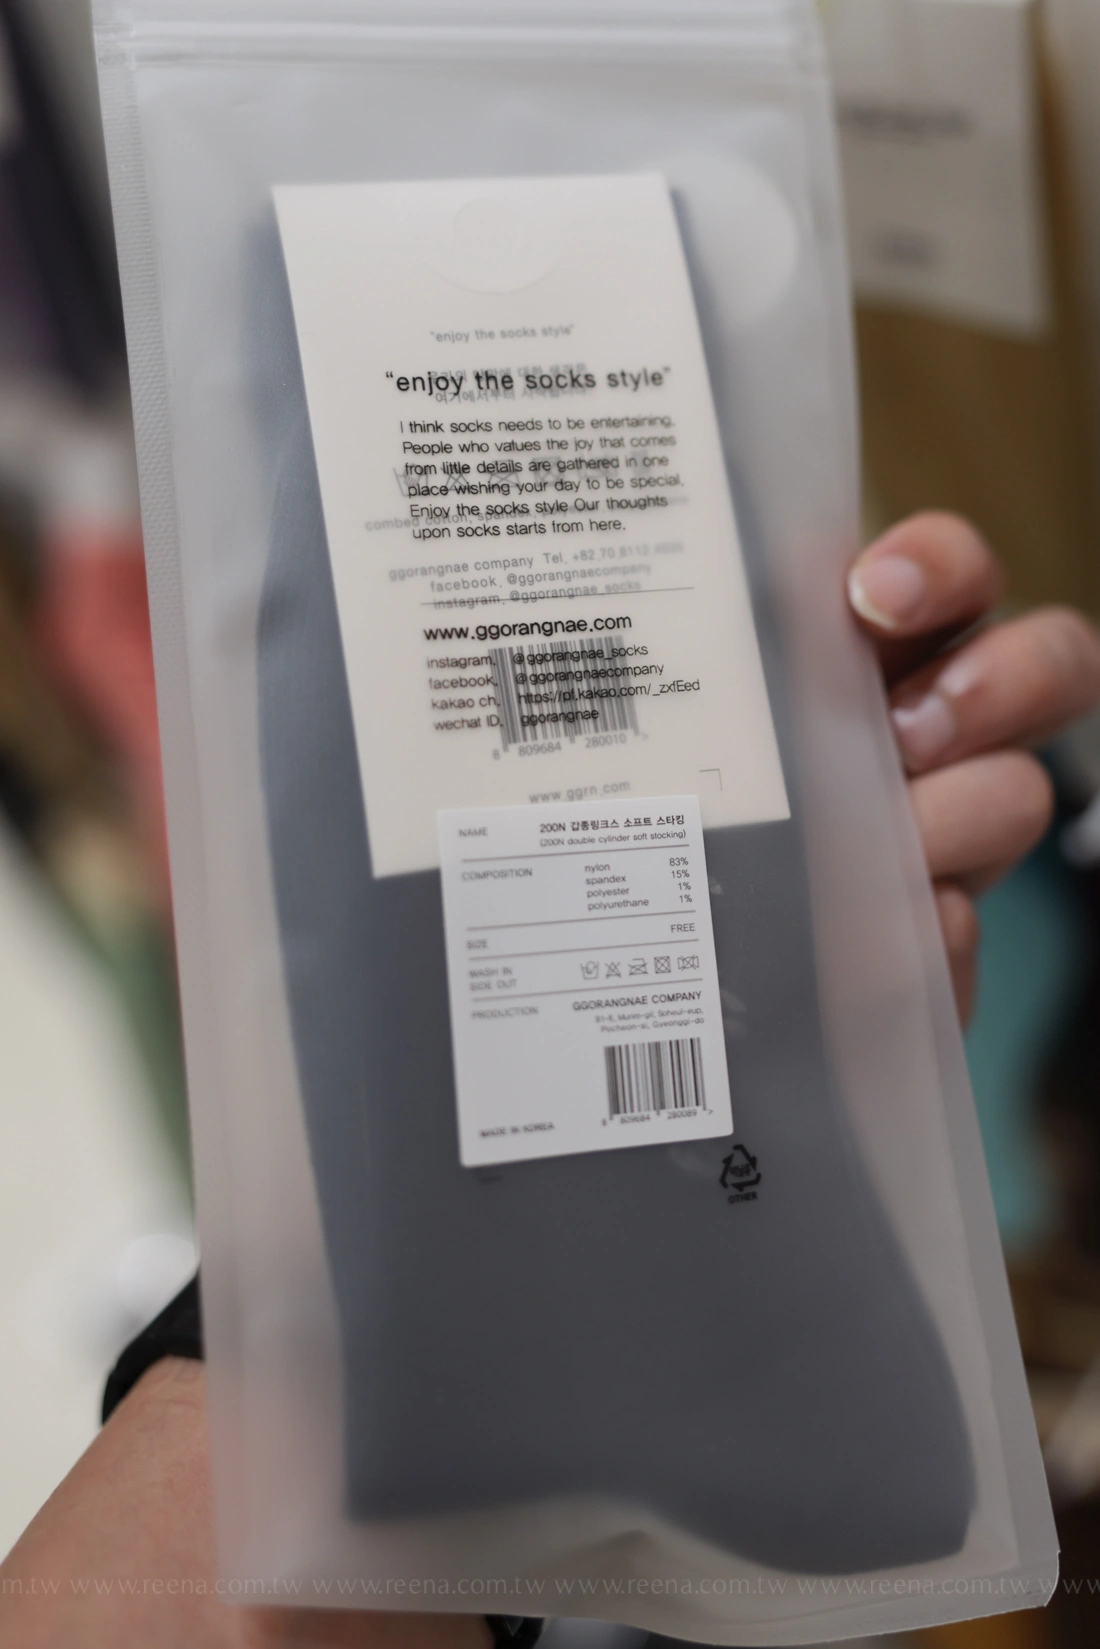 "enjoy the socks style"
"enjoy the socks style"
I think socks needs to be entertaining.
People who values the joy that comes
from little details are gathered in one
place wishing your day to be special.
Enjoy the socks style Our thoughts
upon socks starts from here.
combed cotton, spandex,
ggorangnae company Tel. +82 70 8112
facebook. @ggorangnaecompany
instagram. @ggorangnae_socks
www.ggorangnae.com
instagram. @ggorangnae_socks
facebook. @ggorangnaecompany
kakao ch. https://pf.kakao.com/_zxfEed
wechat ID. ggorangnae
8 809684 280010 >
www.ggrn.com
NAME 200N 갑종링크스 소프트 스타킹
(200N double cylinder soft stocking)
COMPOSITION nylon 83%
spandex 15%
polyester 1%
polyurethane 1%
SIZE FREE
WASH IN
SIDE OUT
PRODUCTION GGORANGNAE COMPANY
Soheul-eup,
Pocheon-si, Gyeonggi-do
8 809684 280089 >
MADE IN KOREA
OTHER
www.reena.com.tw www.reena.com.tw www.reena.com.tw www.reena.com.tw